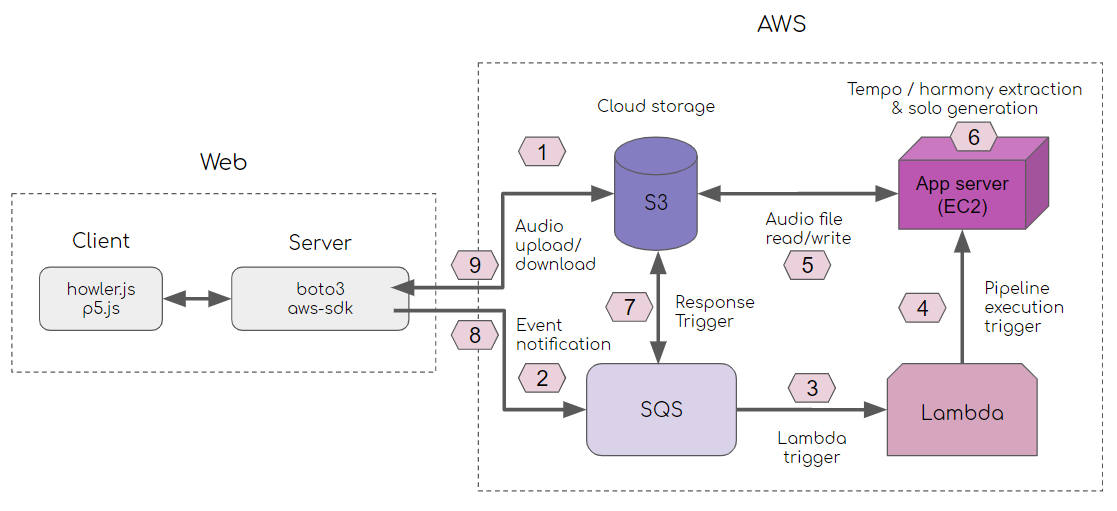 AWS
Web
Client
howler.js
p5.js
Server
boto3
aws-sdk
Cloud storage
S3
1
Audio
upload/
download
9
8
Event
notification
2
SQS
7
Response
Trigger
3
Lambda
trigger
Lambda
4
Pipeline
execution
trigger
Audio file
read/write
5
Tempo / harmony extraction
& solo generation
6
App server
(EC2)